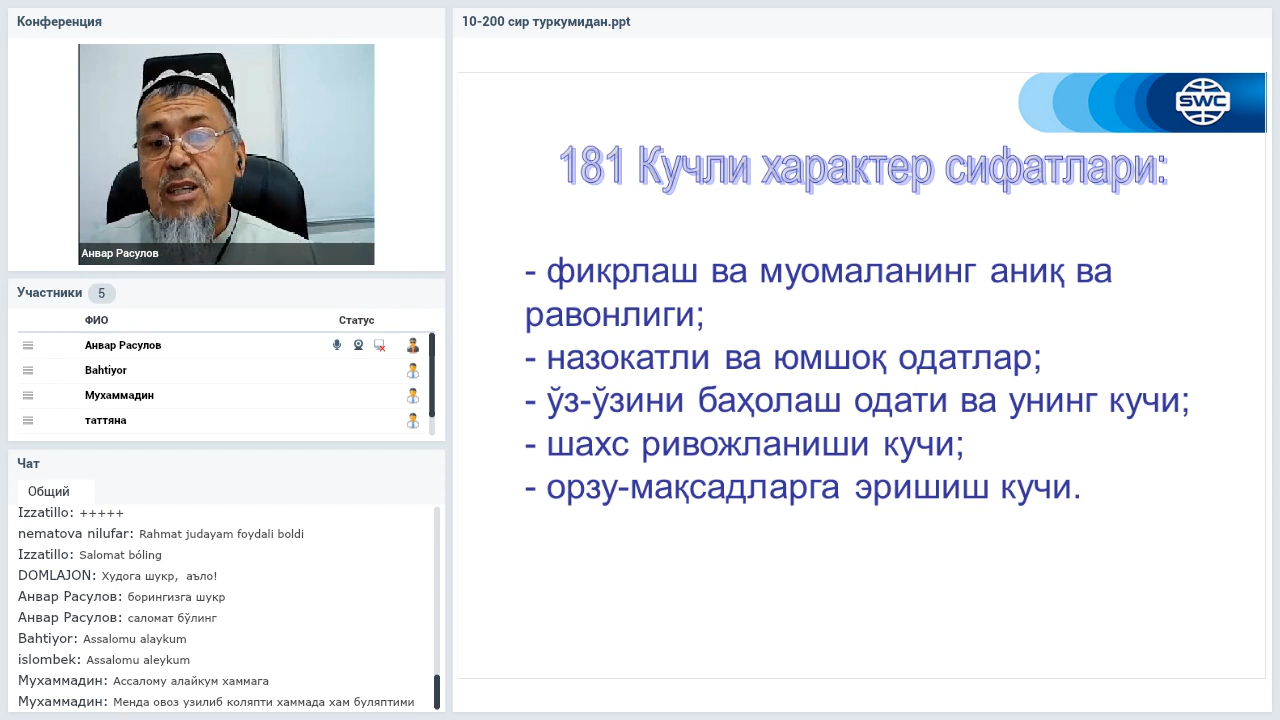 Конференция
Анвар Расулов
Участники 5
ФИО Статус
Анвар Расулов
Bahtiyor
Мухаммадин
таттяна
Чат
Общий
Izzatillo: +++++
nematova nilufar: Rahmat judayam foydali boldi
Izzatillo: Salomat bóling
DOMLAJON: Худога шукр, аъло!
Анвар Расулов: борингизга шукр
Анвар Расулов: саломат бўлинг
Bahtiyor: Assalomu alaykum
islombek: Assalomu aleykum
Мухаммадин: Ассалому алайкум хаммага
Мухаммадин: Менда овоз узилиб коляпти хаммада хам буляптими
10-200 сир туркумидан.ppt
SWC
181 Кучли характер сифатлари:
- фикрлаш ва муомаланинг аниқ ва
равонлиги;
- назокатли ва юмшоқ одатлар;
- ўз-ўзини баҳолаш одати ва унинг кучи;
- шахс ривожланиши кучи;
- орзу-мақсадларга эришиш кучи.